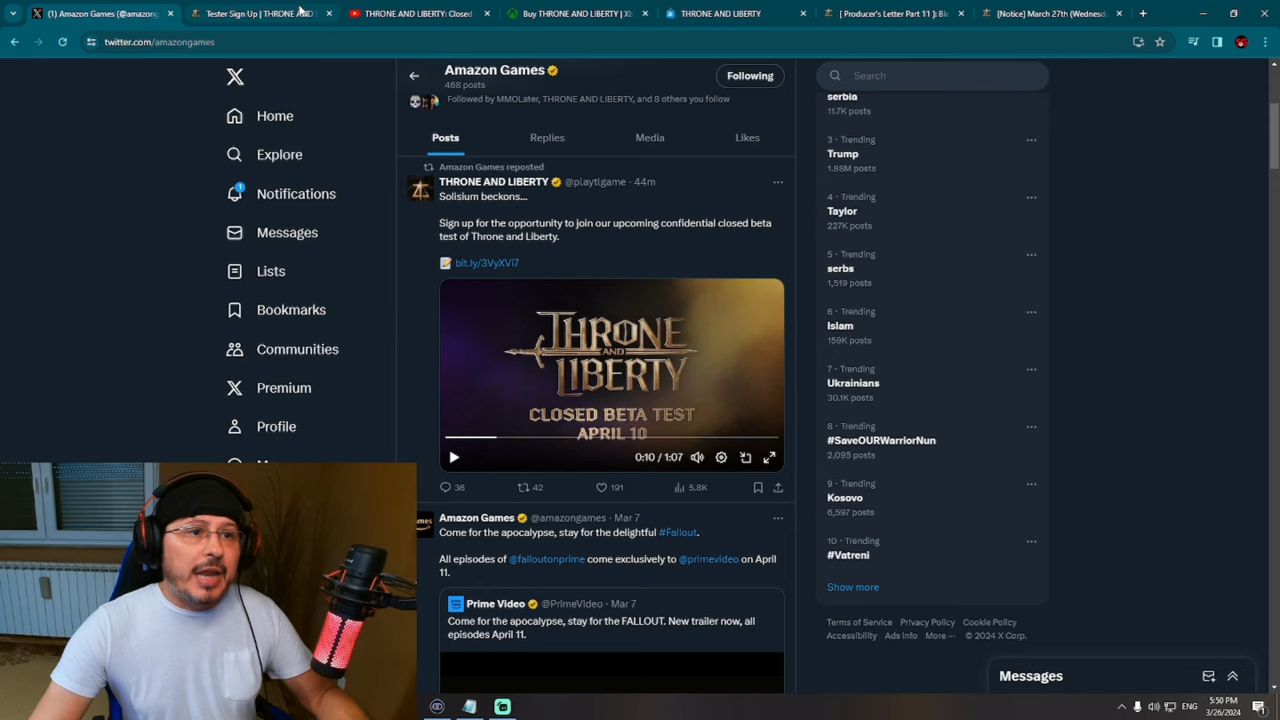 (1) Amazon Games (@amazong
Tester Sign Up | THRONE AND L
THRONE AND LIBERTY: Closed
Buy THRONE AND LIBERTY | Xb
THRONE AND LIBERTY
[ Producer's Letter Part 11 ]: Ble
[Notice] March 27th (Wednesda
twitter.com/amazongames
Home
Explore
1
Notifications
Messages
Lists
Bookmarks
Communities
Premium
Profile
Amazon Games
468 posts
Following
Followed by MMOLater, THRONE AND LIBERTY, and 8 others you follow
Posts
Replies
Media
Likes
Amazon Games reposted
THRONE AND LIBERTY @playtlgame · 44m
Solisium beckons...
Sign up for the opportunity to join our upcoming confidential closed beta
test of Throne and Liberty.
bit.ly/3VyXVI7
THRONE
AND
LIBERTY
CLOSED BETA TEST
APRIL 10
0:10 / 1:07
36
42
191
5.8K
Amazon Games @amazongames · Mar 7
Come for the apocalypse, stay for the delightful #Fallout.
All episodes of @falloutonprime come exclusively to @primevideo on April
11.
Prime Video @PrimeVideo · Mar 7
Come for the apocalypse, stay for the FALLOUT. New trailer now, all
episodes April 11.
Search
serbia
11.7K posts
3 · Trending
Trump
1.88M posts
4 · Trending
Taylor
227K posts
5 · Trending
serbs
1,519 posts
6 · Trending
Islam
159K posts
7 · Trending
Ukrainians
30.1K posts
8 · Trending
#SaveOURWarriorNun
2,095 posts
9 · Trending
Kosovo
6,597 posts
10 · Trending
#Vatreni
Show more
Terms of Service Privacy Policy Cookie Policy
Accessibility Ads info More ··· © 2024 X Corp.
Messages
ENG
5:50 PM
3/26/2024
1